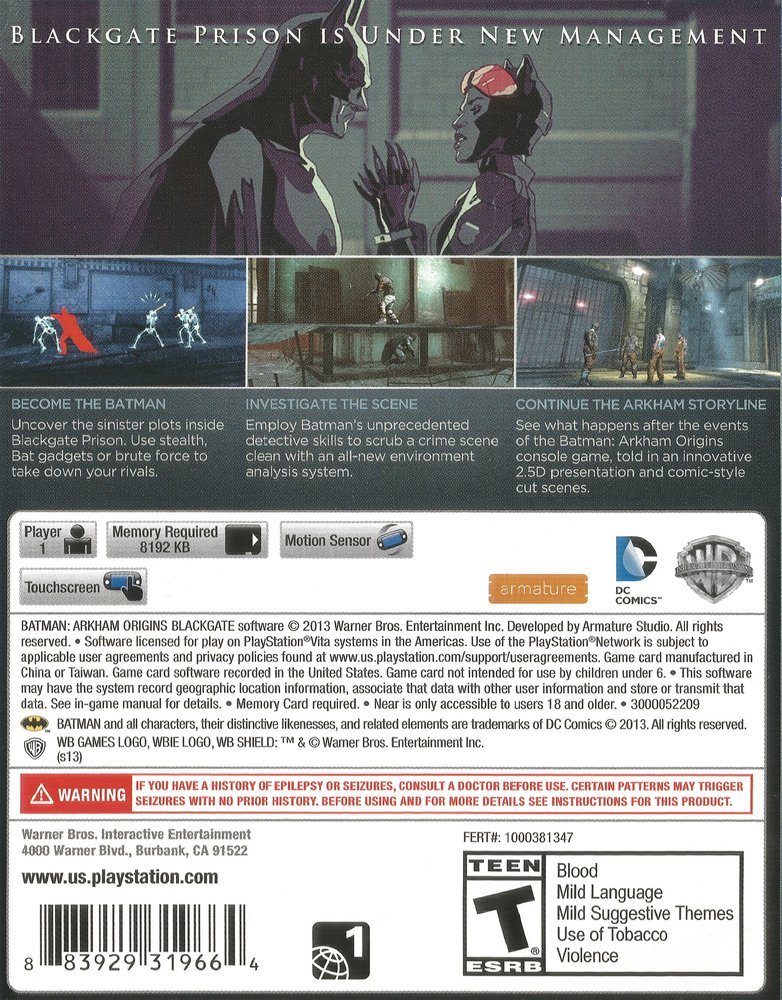 BLACKGATE PRISON IS UNDER NEW MANAGEMENT
BECOME THE BATMAN
Uncover the sinister plots inside
Blackgate Prison. Use stealth,
Bat gadgets or brute force to
take down your rivals.
INVESTIGATE THE SCENE
Employ Batman's unprecedented
detective skills to scrub a crime scene
clean with an all-new environment
analysis system.
CONTINUE THE ARKHAM STORYLINE
See what happens after the events
of the Batman: Arkham Origins
console game, told in an innovative
2.5D presentation and comic-style
cut scenes.
Player
1
Memory Required
8192 KB
Motion Sensor
Touchscreen
armature
DC
COMICS™
WB
INTERACTIVE ENTERTAINMENT
BATMAN: ARKHAM ORIGINS BLACKGATE software © 2013 Warner Bros. Entertainment Inc. Developed by Armature Studio. All rights
reserved. • Software licensed for play on PlayStation®Vita systems in the Americas. Use of the PlayStation®Network is subject to
applicable user agreements and privacy policies found at www.us.playstation.com/support/useragreements. Game card manufactured in
China or Taiwan. Game card software recorded in the United States. Game card not intended for use by children under 6. • This software
may have the system record geographic location information, associate that data with other user information and store or transmit that
data. See in-game manual for details. • Memory Card required. • Near is only accessible to users 18 and older. • 3000052209
BATMAN and all characters, their distinctive likenesses, and related elements are trademarks of DC Comics © 2013. All rights reserved.
WB GAMES LOGO, WBIE LOGO, WB SHIELD: ™ & © Warner Bros. Entertainment Inc.
(s13)
WARNING
IF YOU HAVE A HISTORY OF EPILEPSY OR SEIZURES, CONSULT A DOCTOR BEFORE USE. CERTAIN PATTERNS MAY TRIGGER
SEIZURES WITH NO PRIOR HISTORY. BEFORE USING AND FOR MORE DETAILS SEE INSTRUCTIONS FOR THIS PRODUCT.
Warner Bros. Interactive Entertainment
4000 Warner Blvd., Burbank, CA 91522
www.us.playstation.com
8 83929 31966 4
1
FERT#: 1000381347
TEEN
T
®
ESRB
Blood
Mild Language
Mild Suggestive Themes
Use of Tobacco
Violence